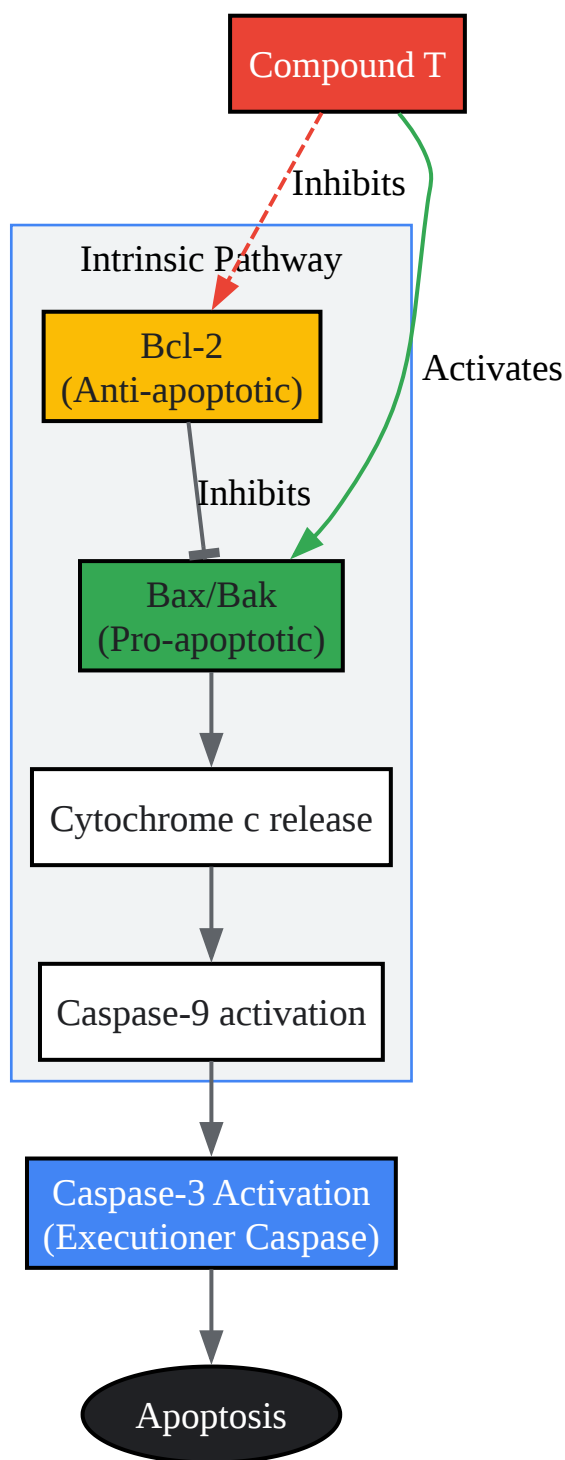 Compound T
Inhibits
Intrinsic Pathway
Bcl-2
(Anti-apoptotic)
Activates
Inhibits
Bax/Bak
(Pro-apoptotic)
Cytochrome c release
Caspase-9 activation
Caspase-3 Activation
(Executioner Caspase)
Apoptosis